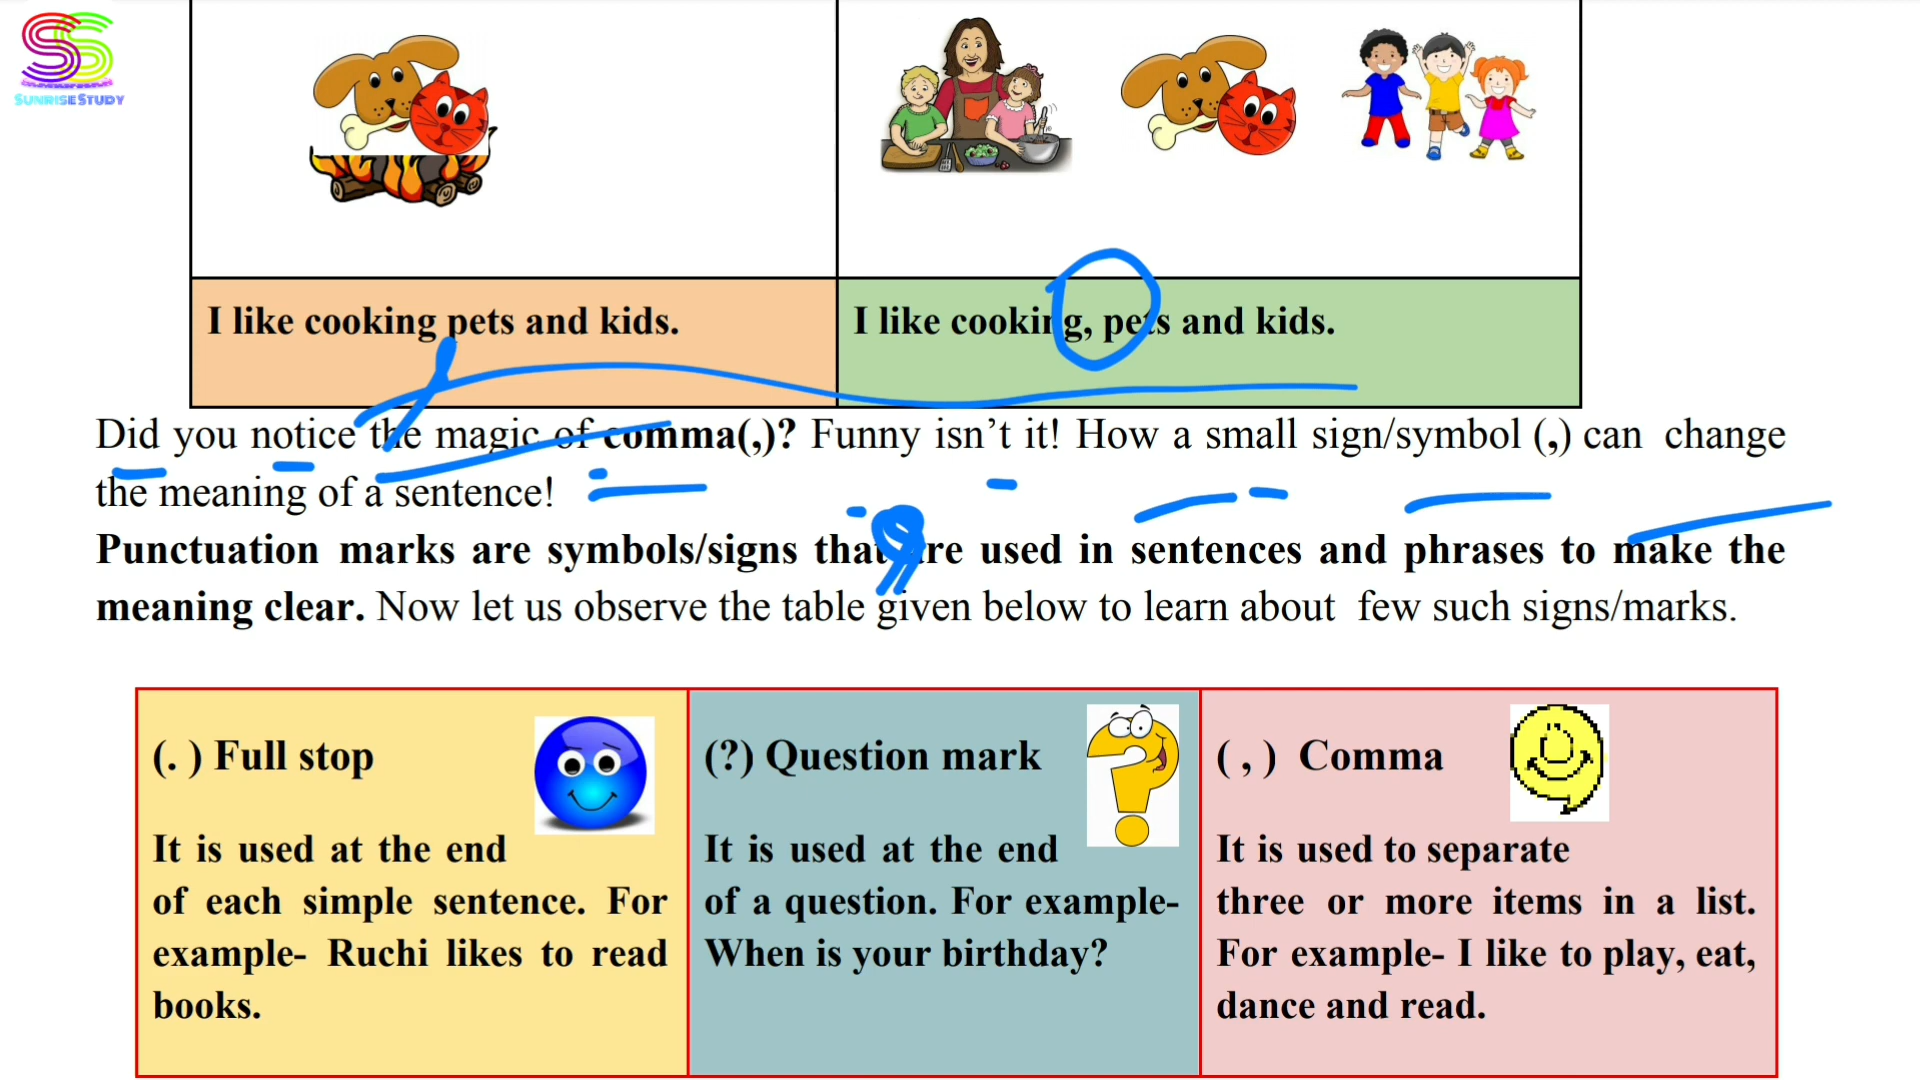 SS
SUNRISE STUDY
I like cooking pets and kids.
I like cooking, pets and kids.
Did you notice the magic of comma(,)? Funny isn’t it! How a small sign/symbol (,) can change
the meaning of a sentence!
Punctuation marks are symbols/signs that are used in sentences and phrases to make the
meaning clear. Now let us observe the table given below to learn about few such signs/marks.
(. ) Full stop
It is used at the end
of each simple sentence. For
example- Ruchi likes to read
books.
(?) Question mark
It is used at the end
of a question. For example-
When is your birthday?
( , ) Comma
It is used to separate
three or more items in a list.
For example- I like to play, eat,
dance and read.